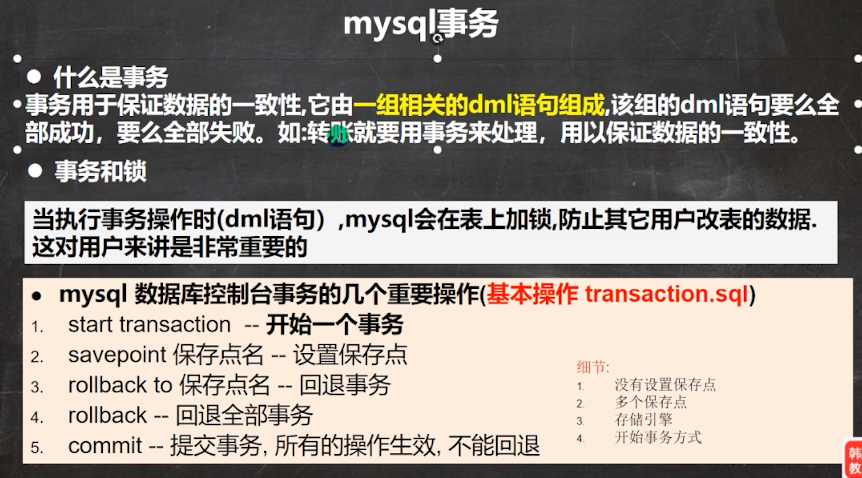 mysql事务
● 什么是事务
事务用于保证数据的一致性,它由一组相关的dml语句组成,该组的dml语句要么全
部成功，要么全部失败。如:转账就要用事务来处理，用以保证数据的一致性。
● 事务和锁
当执行事务操作时(dml语句）,mysql会在表上加锁,防止其它用户改表的数据.
这对用户来讲是非常重要的
● mysql 数据库控制台事务的几个重要操作(基本操作 transaction.sql)
1. start transaction -- 开始一个事务
2. savepoint 保存点名 -- 设置保存点
3. rollback to 保存点名 -- 回退事务
4. rollback -- 回退全部事务
5. commit -- 提交事务, 所有的操作生效, 不能回退
细节:
1. 没有设置保存点
2. 多个保存点
3. 存储引擎
4. 开始事务方式
韩
教